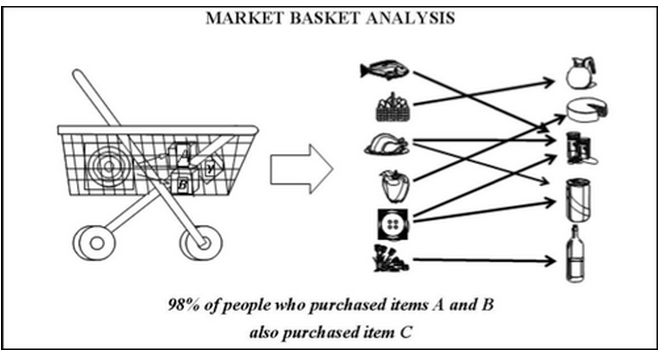 MARKET BASKET ANALYSIS
A
Y
B
98% of people who purchased items A and B
also purchased item C